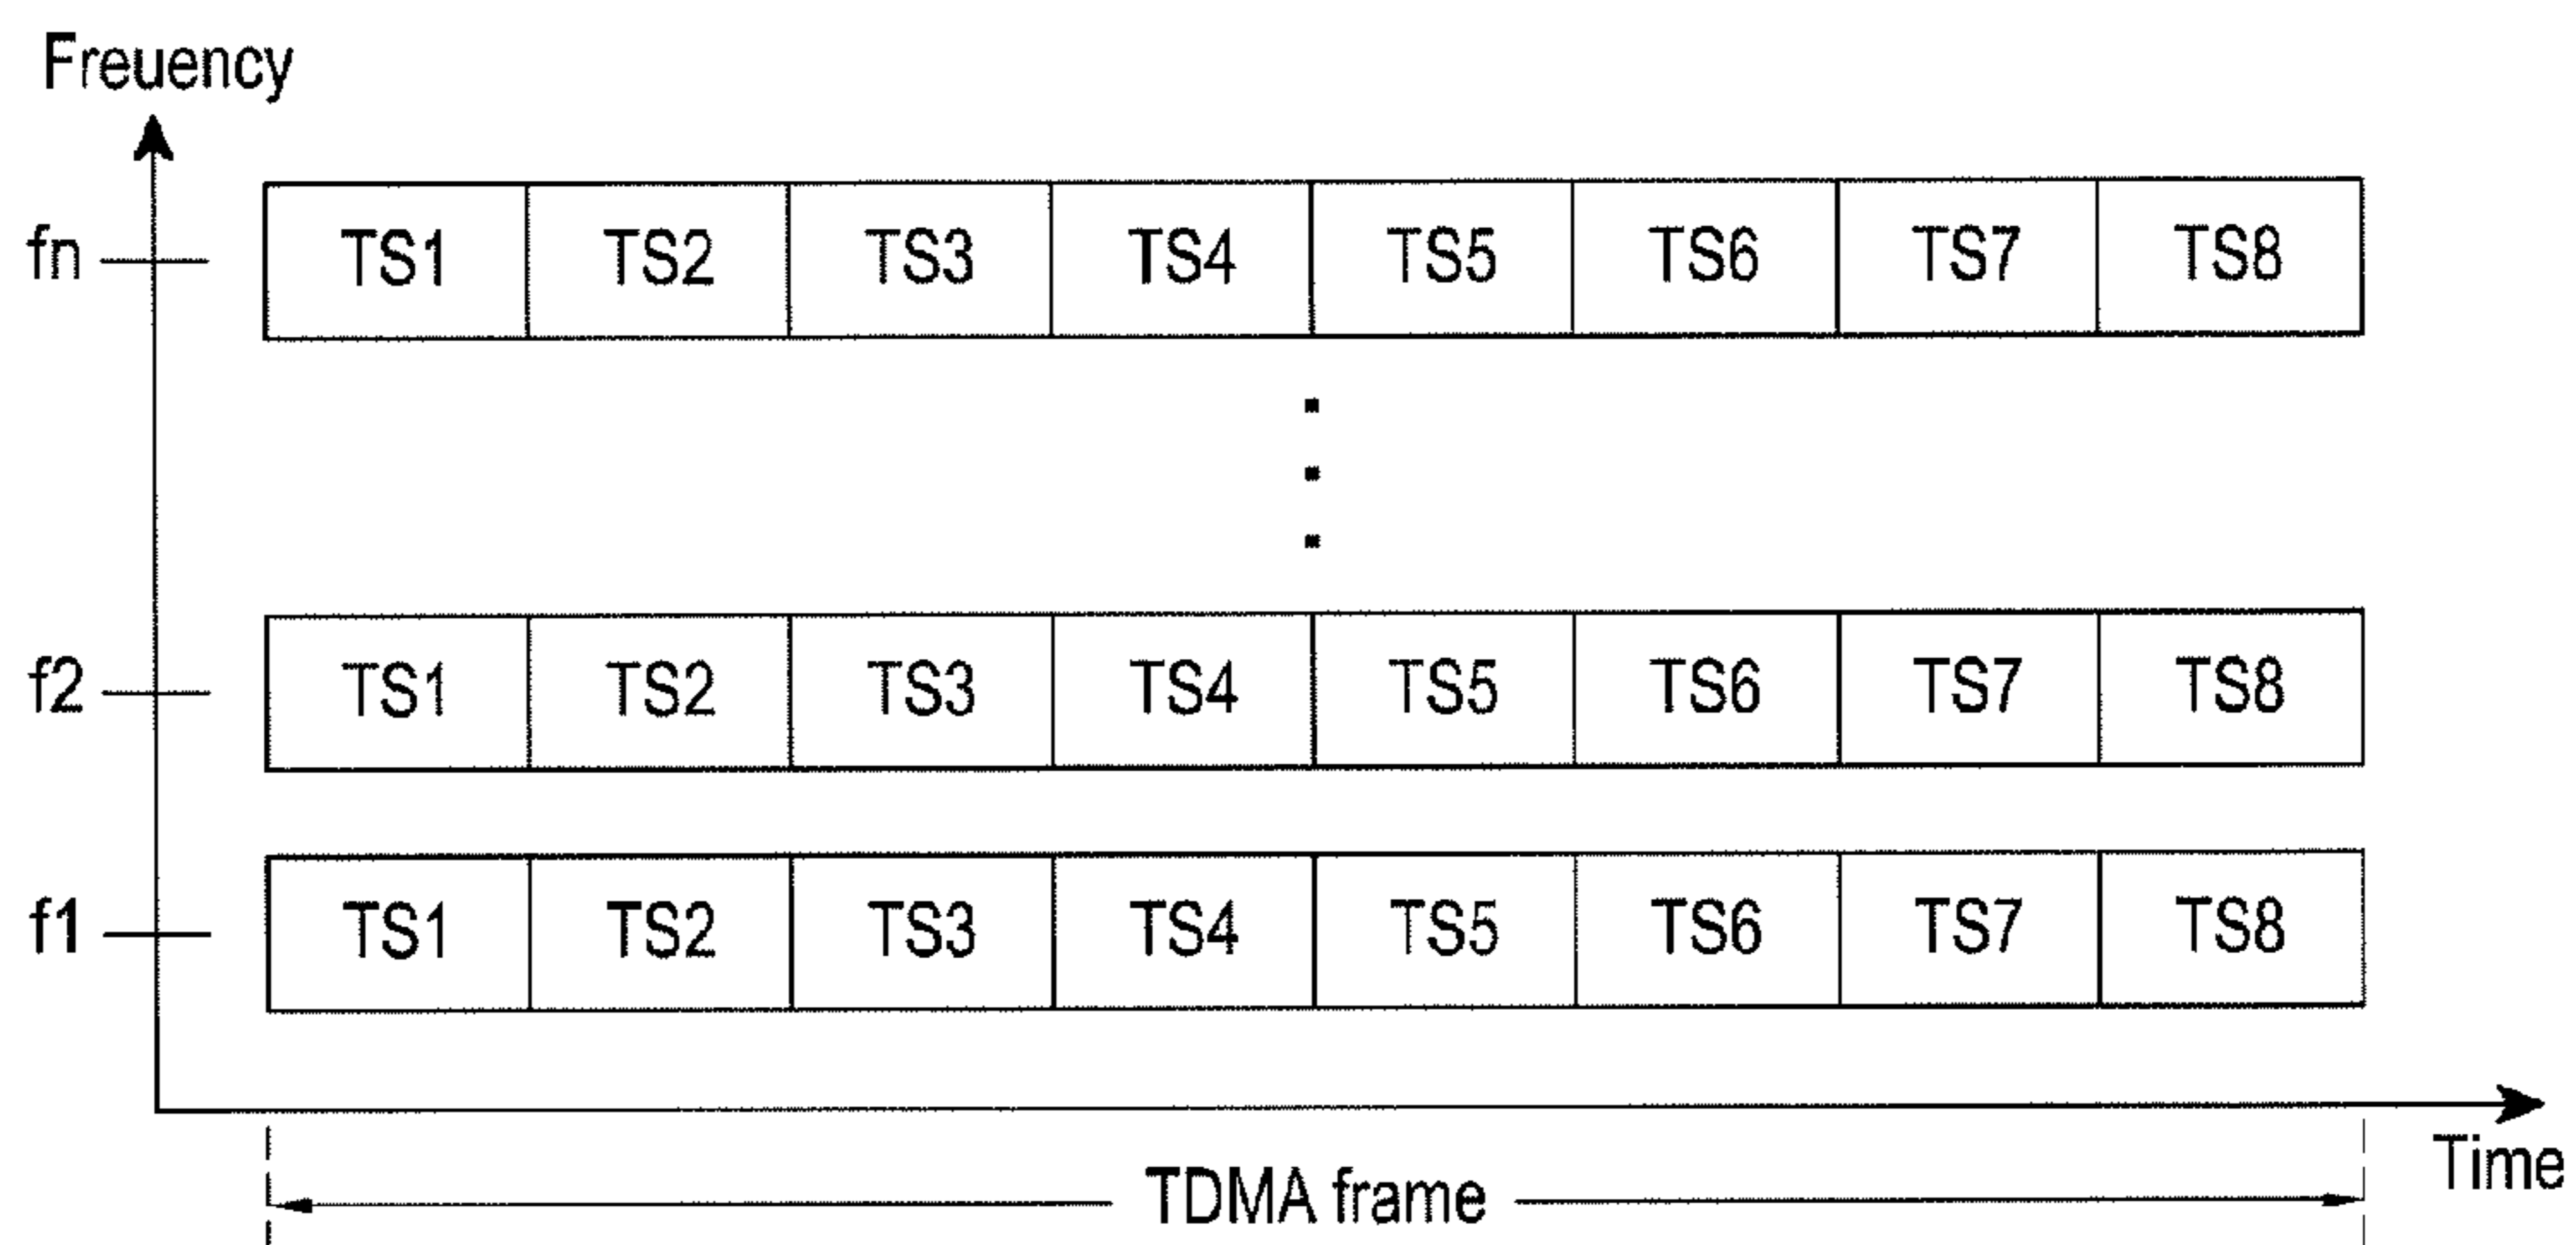 Freuency
fn TS1 TS2 TS3 TS4 TS5 TS6 TS7 TS8
f2 TS1 TS2 TS3 TS4 TS5 TS6 TS7 TS8
f1 TS1 TS2 TS3 TS4 TS5 TS6 TS7 TS8
Time
TDMA frame